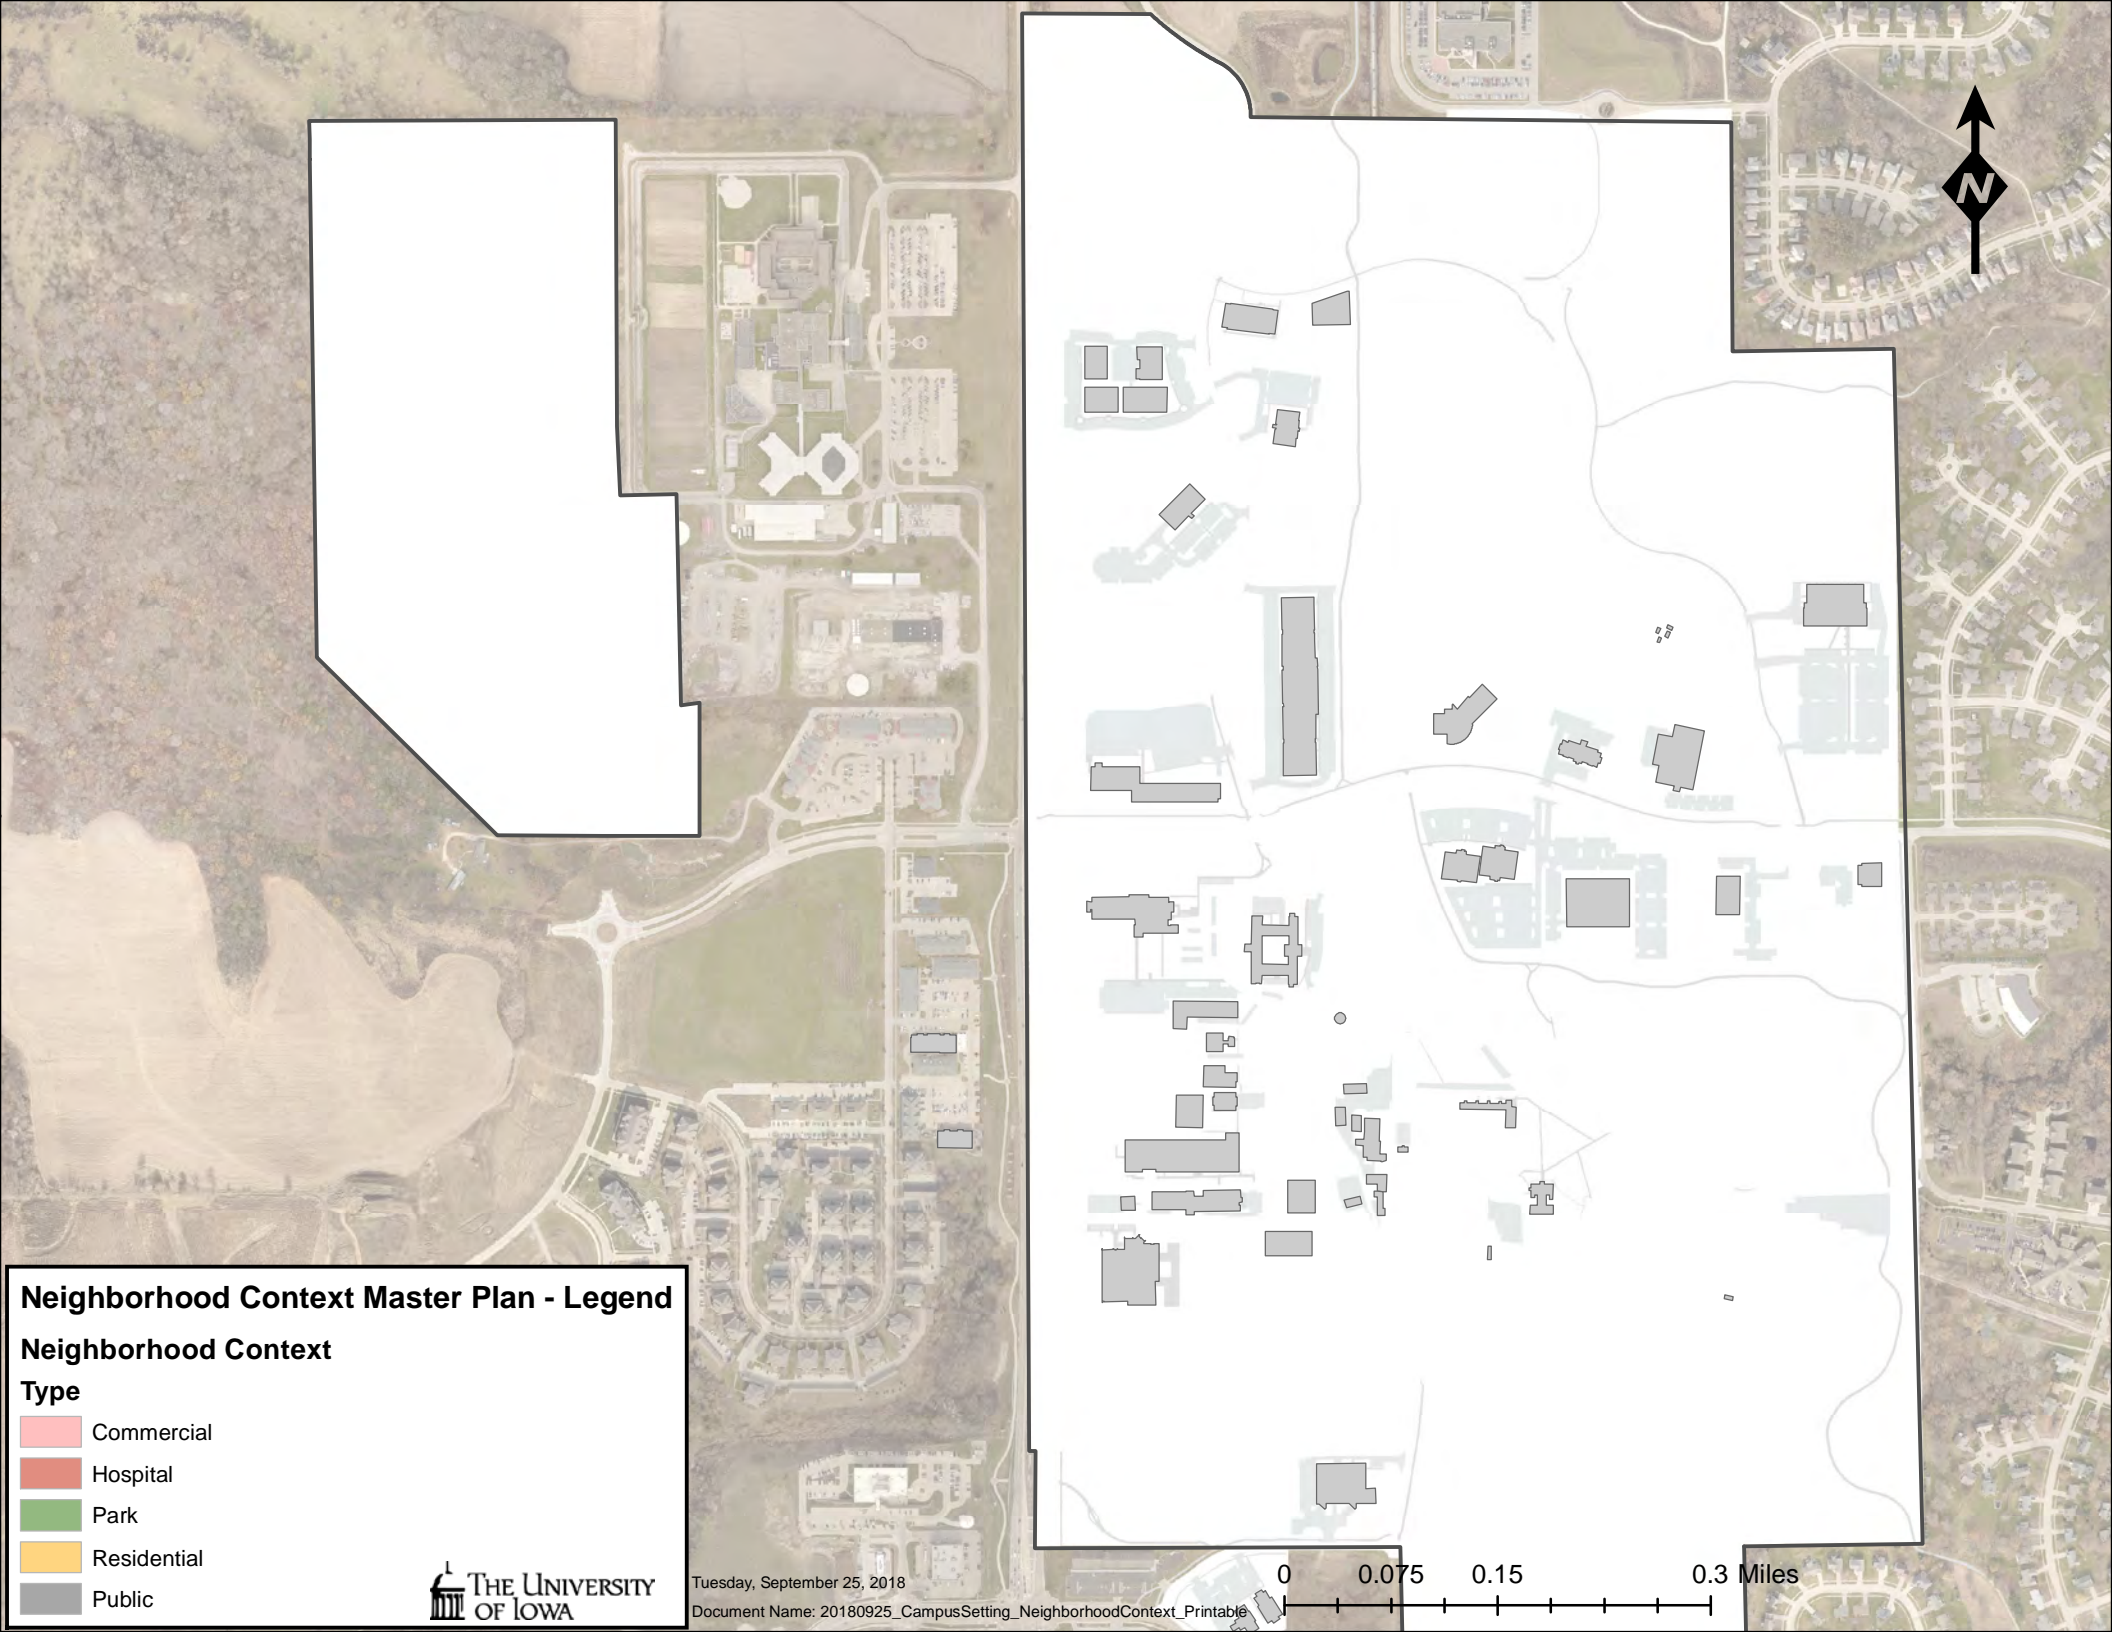 N
Neighborhood Context Master Plan - Legend
Neighborhood Context
Type
Commercial
Hospital
Park
Residential
Public
THE UNIVERSITY
OF IOWA
Tuesday, September 25, 2018
Document Name: 20180925_CampusSetting_NeighborhoodContext_Printable
0 0.075 0.15 0.3 Miles